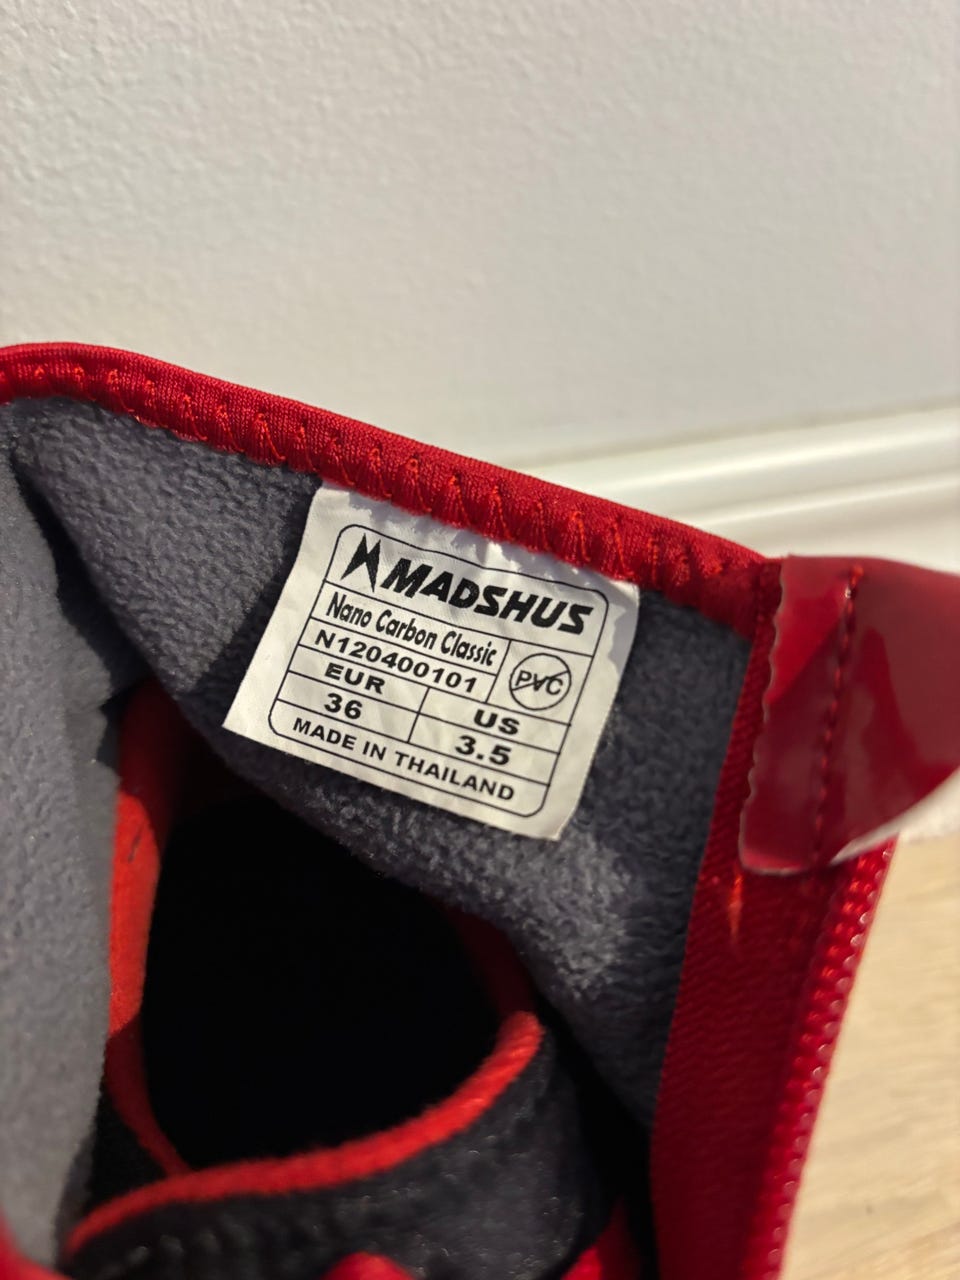 MADSHUS
Nano Carbon Classic
N120400101
PVC
EUR
US
36
3.5
MADE IN THAILAND